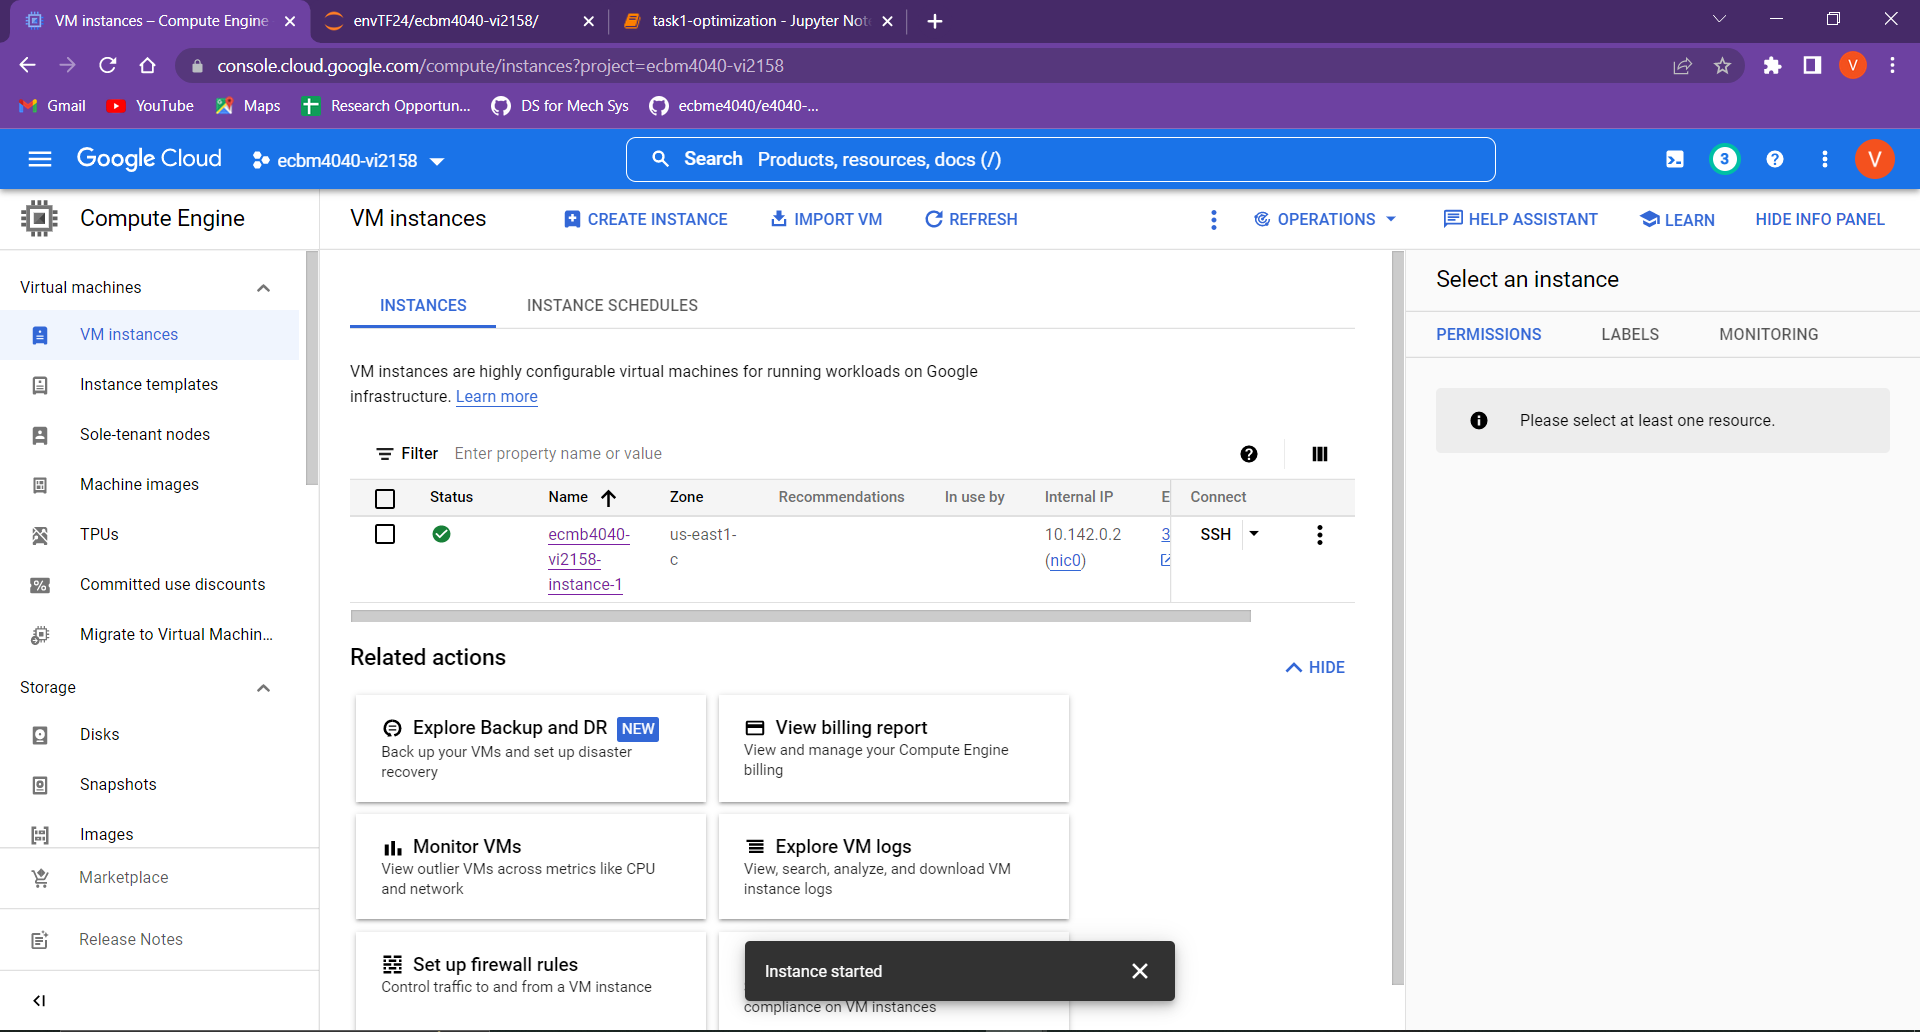 VM instances – Compute Engine
envTF24/ecbm4040-vi2158/
task1-optimization - Jupyter Not
console.cloud.google.com/compute/instances?project=ecbm4040-vi2158
V
Gmail
YouTube
Maps
Research Opportun...
DS for Mech Sys
ecbme4040/e4040-...
Google Cloud
ecbm4040-vi2158
Search Products, resources, docs (/)
3
V
Compute Engine
VM instances
CREATE INSTANCE
IMPORT VM
REFRESH
OPERATIONS
HELP ASSISTANT
LEARN
HIDE INFO PANEL
Virtual machines
VM instances
Instance templates
Sole-tenant nodes
Machine images
TPUs
Committed use discounts
Migrate to Virtual Machin...
Storage
Disks
Snapshots
Images
Marketplace
Release Notes
INSTANCES
INSTANCE SCHEDULES
VM instances are highly configurable virtual machines for running workloads on Google
infrastructure. Learn more
Filter Enter property name or value
Status Name Zone Recommendations In use by Internal IP E Connect
ecmb4040- us-east1- 10.142.0.2 3 SSH
vi2158- c (nic0)
instance-1
Related actions
HIDE
Explore Backup and DR NEW
Back up your VMs and set up disaster
recovery
View billing report
View and manage your Compute Engine
billing
Monitor VMs
View outlier VMs across metrics like CPU
and network
Explore VM logs
View, search, analyze, and download VM
instance logs
Set up firewall rules
Control traffic to and from a VM instance
Instance started
compliance on VM instances
Select an instance
PERMISSIONS
LABELS
MONITORING
Please select at least one resource.